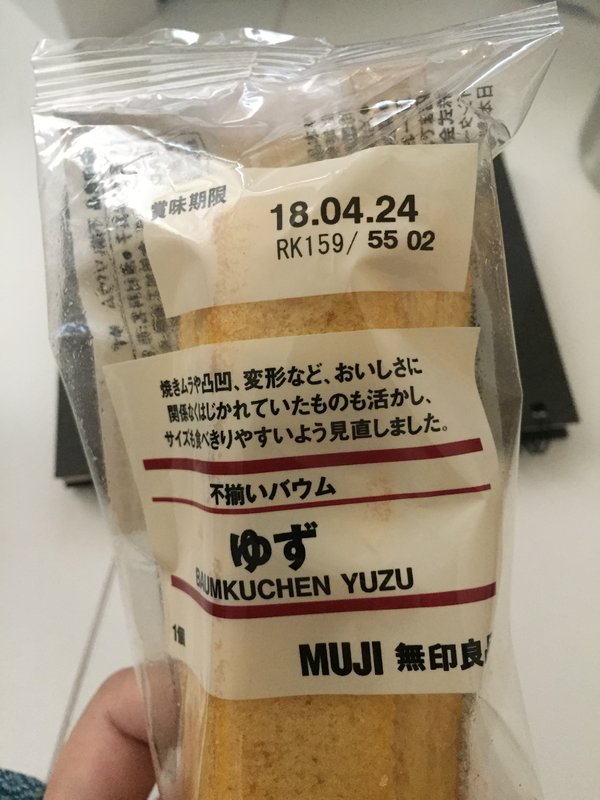 賞味期限
18.04.24
RK159/ 55 02
焼きムラや凸凹、変形など、おいしさに
関係なくはじかれていたものも活かし、
サイズも食べきりやすいよう見直しました。
不揃いバウム
ゆず
BAUMKUCHEN YUZU
1個
MUJI 無印良品